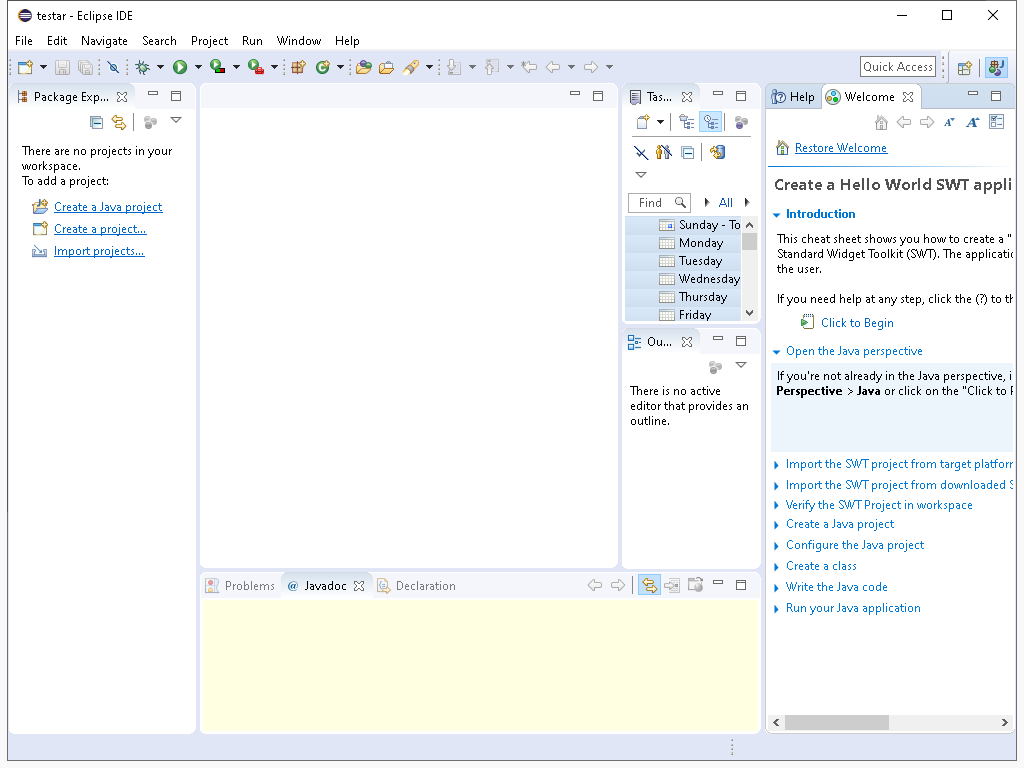 testar - Eclipse IDE
File Edit Navigate Search Project Run Window Help
Quick Access
Package Exp...
There are no projects in your
workspace.
To add a project:
Create a Java project
Create a project...
Import projects...
Tas...
Find
All
Sunday - To
Monday
Tuesday
Wednesday
Thursday
Friday
Ou...
There is no active
editor that provides an
outline.
Help Welcome
Restore Welcome
Create a Hello World SWT appli
Introduction
This cheat sheet shows you how to create a "
Standard Widget Toolkit (SWT). The applicatio
the user.
If you need help at any step, click the (?) to th
Click to Begin
Open the Java perspective
If you're not already in the Java perspective, i
Perspective > Java or click on the "Click to P
Import the SWT project from target platform
Import the SWT project from downloaded S
Verify the SWT Project in workspace
Create a Java project
Configure the Java project
Create a class
Write the Java code
Run your Java application
Problems @ Javadoc Declaration